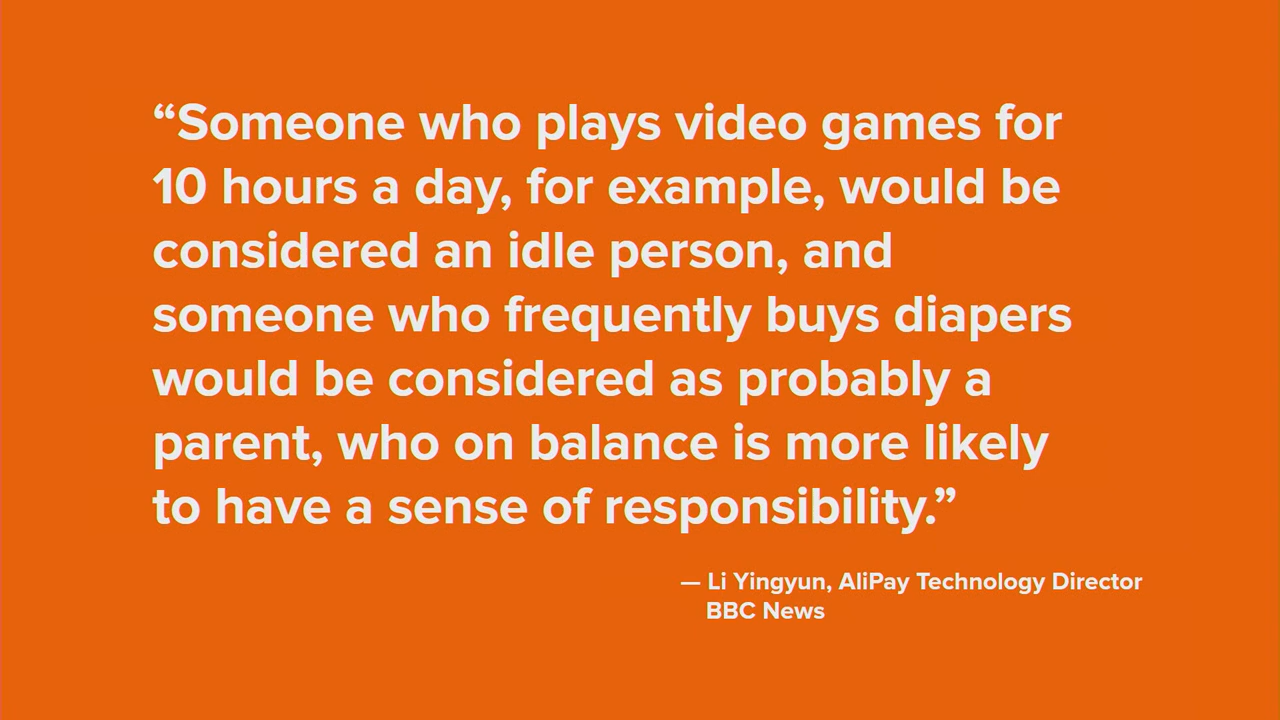 “Someone who plays video games for
10 hours a day, for example, would be
considered an idle person, and
someone who frequently buys diapers
would be considered as probably a
parent, who on balance is more likely
to have a sense of responsibility.”
— Li Yingyun, AliPay Technology Director
BBC News